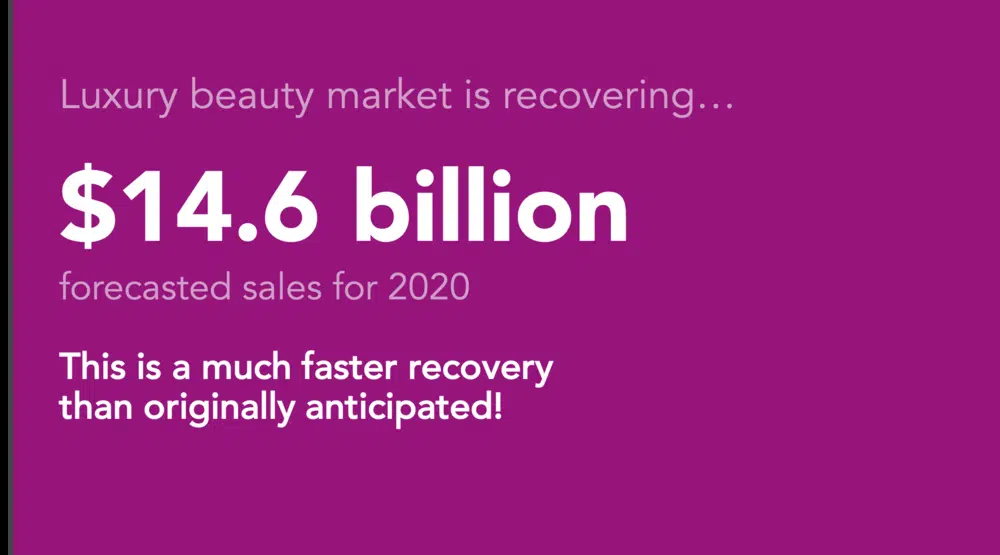 Luxury beauty market is recovering...
$14.6 billion
forecasted sales for 2020
This is a much faster recovery
than originally anticipated!